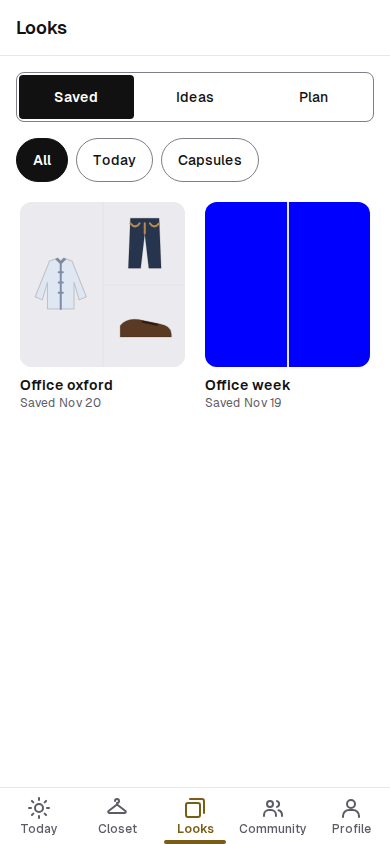 Looks
Saved
Ideas
Plan
All
Today
Capsules
Office oxford
Saved Nov 20
Office week
Saved Nov 19
Today
Closet
Looks
Community
Profile